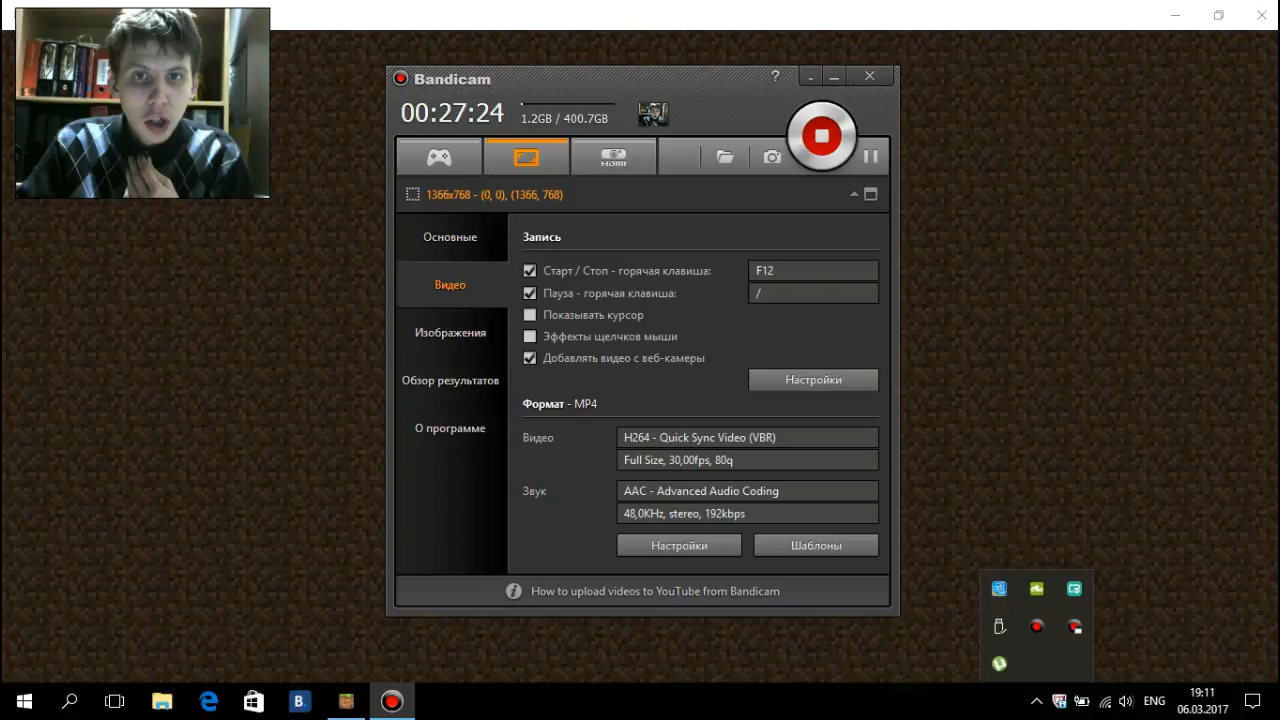 Bandicam
?
00:27:24
1.2GB / 400.7GB
HDMI
1366x768 - (0, 0), (1366, 768)
Основные
Видео
Изображения
Обзор результатов
О программе
Запись
Старт / Стоп - горячая клавиша:
F12
Пауза - горячая клавиша:
/
Показывать курсор
Эффекты щелчков мыши
Добавлять видео с веб-камеры
Настройки
Формат - MP4
Видео
H264 - Quick Sync Video (VBR)
Full Size, 30,00fps, 80q
Звук
AAC - Advanced Audio Coding
48,0KHz, stereo, 192kbps
Настройки
Шаблоны
How to upload videos to YouTube from Bandicam
B.
ENG
19:11
06.03.2017